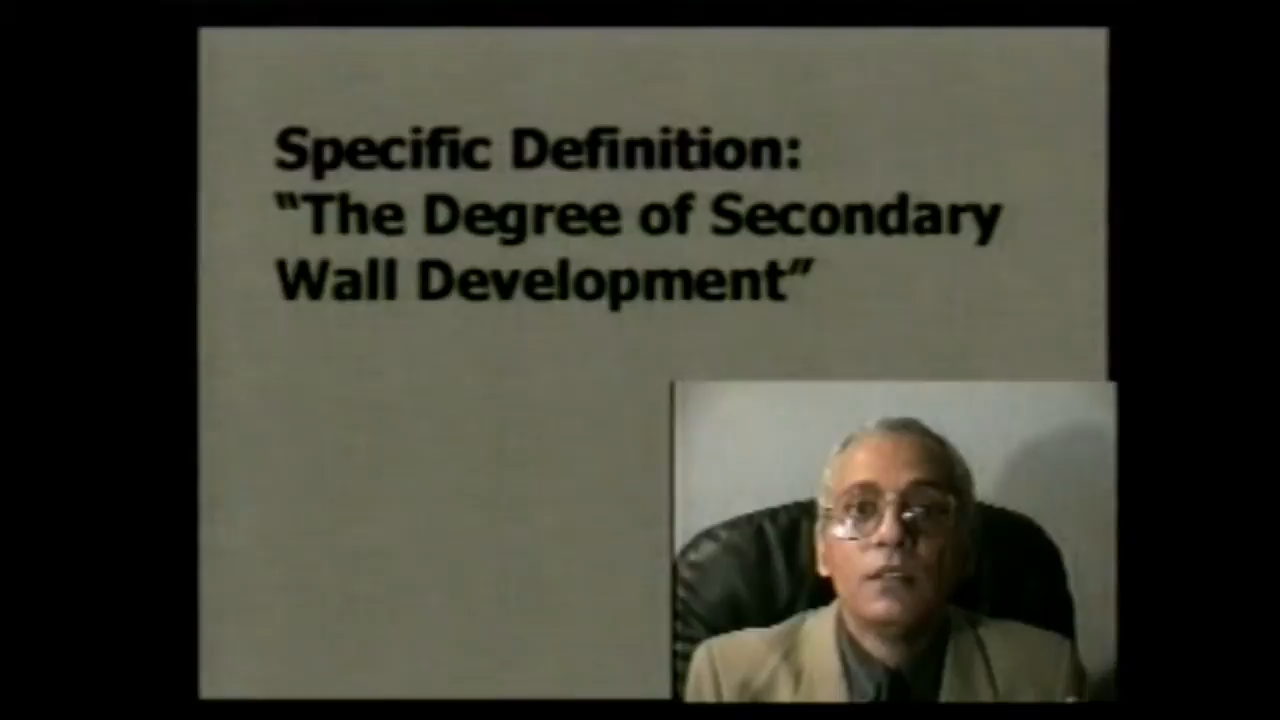 Specific Definition:
“The Degree of Secondary
Wall Development”